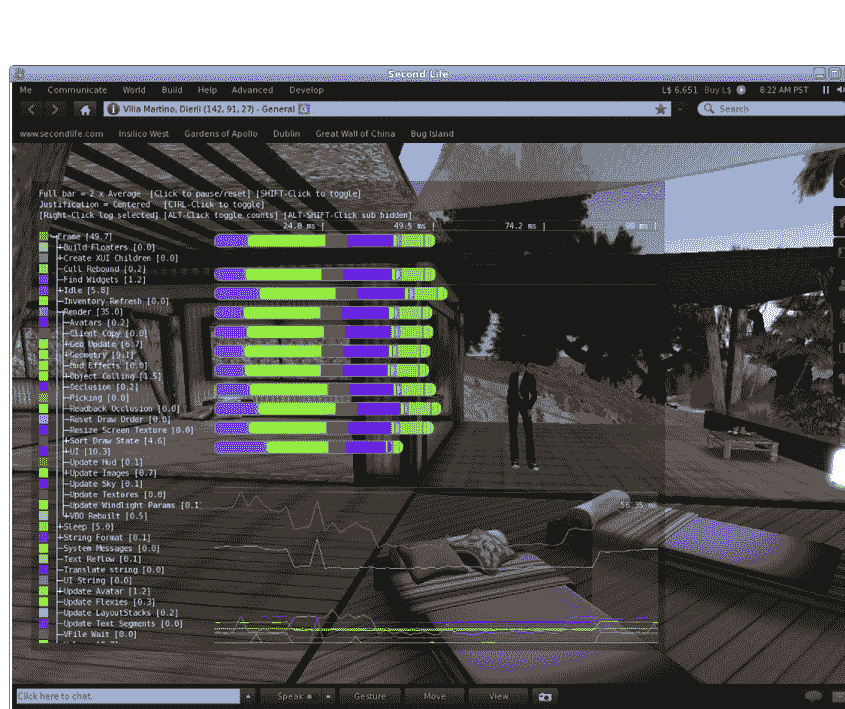 Second Life
Me Communicate World Build Help Advanced Develop L$ 6.651 Buy L$ 8:22 AM PST
Villa Martino, Dierli (142, 91, 27) - General Search
www.secondlife.com Insilico West Gardens of Apollo Dublin Great Wall of China Bug Island
Full bar = 2 x Average [Click to pause/reset] [SHIFT-Click to toggle]
Justification = Centered [CTRL-Click to toggle]
[Right-Click log selected] [ALT-Click toggle counts] [ALT-SHIFT-Click sub hidden]
24.8 ms | 49.5 ms | 74.2 ms | ms |
Frame [49.7]
+Build Floaters [0.0]
+Create XUI Children [0.0]
Cull Rebound [0.2]
Find Widgets [1.2]
+Idle [5.8]
Inventory Refresh [0.0]
Render [35.0]
Avatars [0.2]
Client Copy [0.0]
+Geo Update [6.7]
+Geometry [9.1]
Hud Effects [0.0]
+Object Culling [1.5]
Occlusion [0.2]
Picking [0.0]
Readback Occlusion [0.0]
Reset Draw Order [0.0]
Resize Screen Texture [0.0]
+Sort Draw State [4.6]
+UI [10.3]
Update Hud [0.1]
+Update Images [0.7]
Update Sky [0.1]
Update Textures [0.0]
Update Windlight Params [0.1
+VBO Rebuilt [0.5]
+Sleep [5.0]
+String Format [0.1]
System Messages [0.0]
Text Reflow [0.1]
Translate string [0.0]
UI String [0.0]
+Update Avatar [1.2]
Update Flexies [0.3]
Update LayoutStacks [0.2]
Update Text Segments [0.0]
VFile Wait [0.0]
56.35 ms
Click here to chat. Speak Gesture Move View